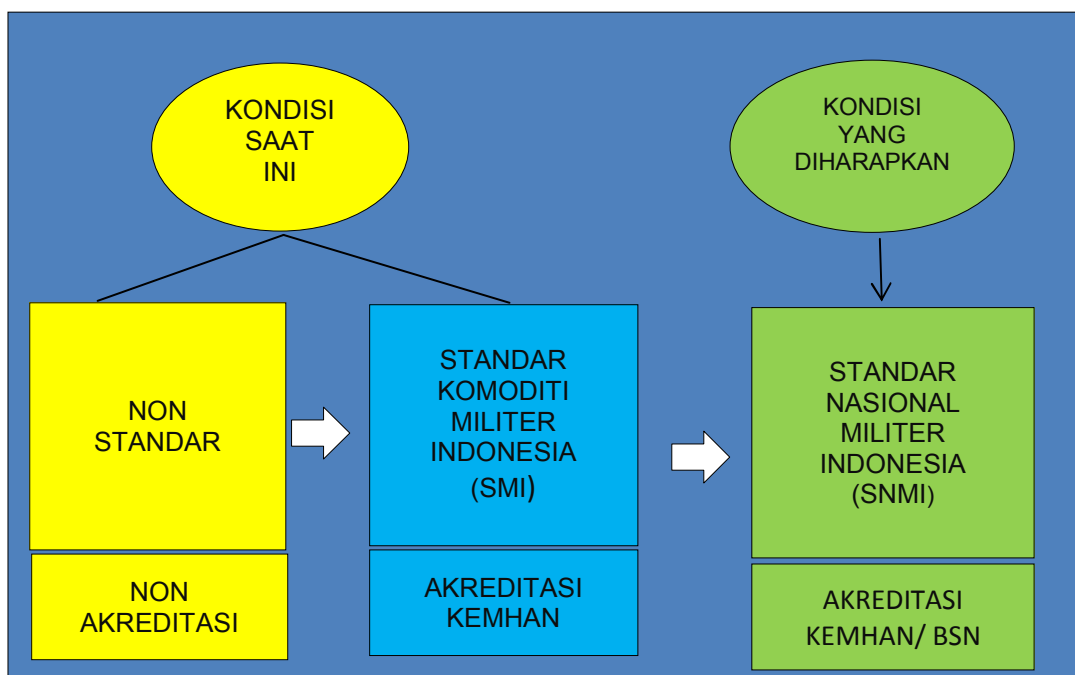 KONDISI
SAAT
INI
KONDISI
YANG
DIHARAPKAN
NON
STANDAR
STANDAR
KOMODITI
MILITER
INDONESIA
(SMI)
STANDAR
NASIONAL
MILITER
INDONESIA
(SNMI)
NON
AKREDITASI
AKREDITASI
KEMHAN
AKREDITASI
KEMHAN/ BSN